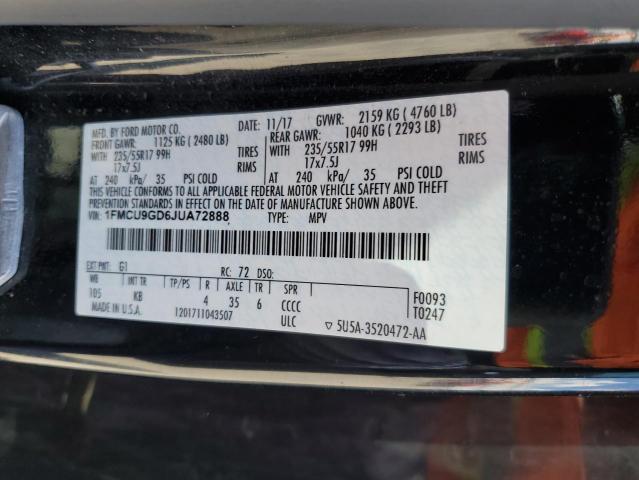 MFD. BY FORD MOTOR CO. 11/17 GVWR: 2159 KG ( 4760 LB)
FRONT GAWR: 1125 KG ( 2480 LB) REAR GAWR: 1040 KG ( 2293 LB)
WITH 235/55R17 99H TIRES WITH 235/55R17 99H TIRES
17x7.5J RIMS 17x7.5J RIMS
AT 240 kPa/ 35 PSI COLD AT 240 kPa/ 35 PSI COLD
THIS VEHICLE CONFORMS TO ALL APPLICABLE FEDERAL MOTOR VEHICLE SAFETY AND THEFT
PREVENTION STANDARDS IN EFFECT ON THE DATE OF MANUFACTURE SHOWN ABOVE.
VIN: 1FMCU9GD6JUA72888 TYPE: MPV
EXT PNT: G1 RC: 72 DSO:
WB INT TR TP/PS R AXLE TR SPR F0093
105 KB 4 35 6 CCCC T0247
MADE IN U.S.A. 1201711043507 ULC ▽ 5U5A-3520472-AA